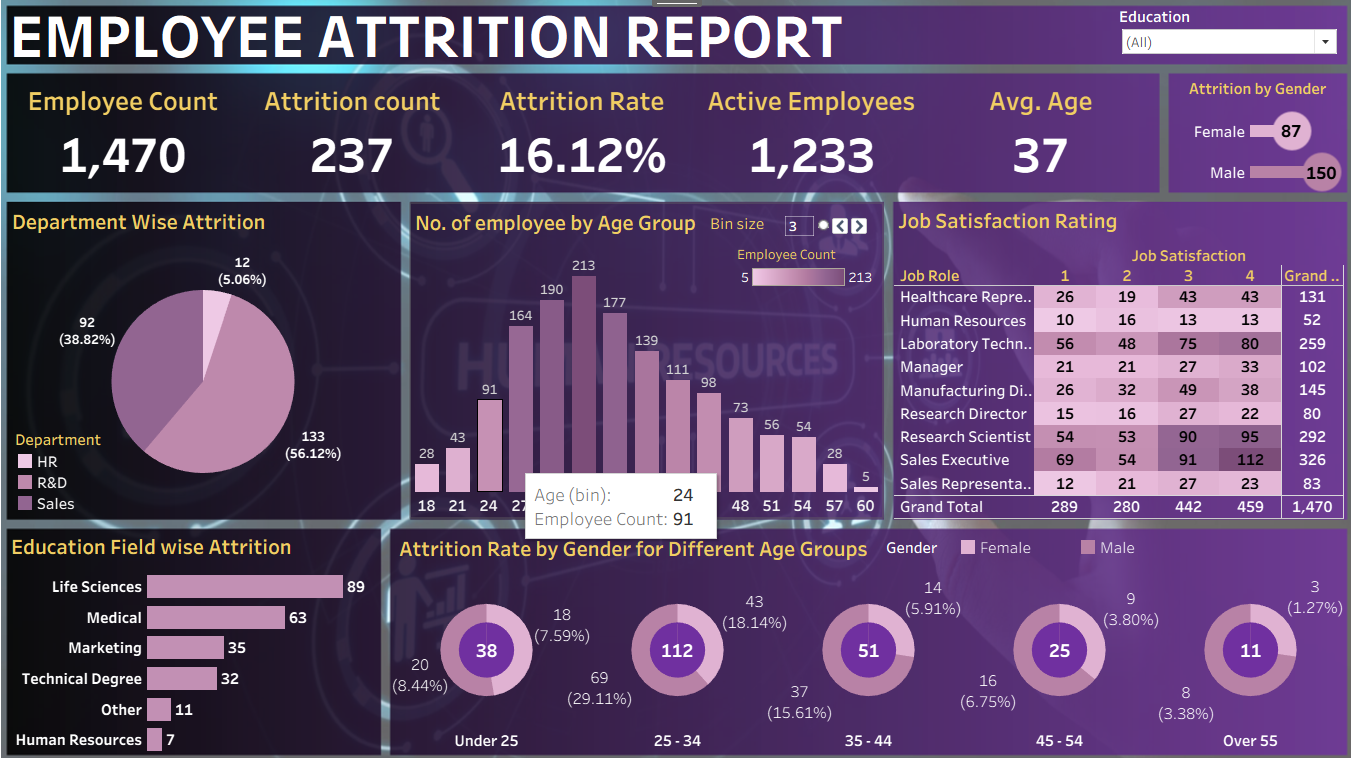 EMPLOYEE ATTRITION REPORT
Education
(All)
Employee Count
Attrition count
Attrition Rate
Active Employees
Avg. Age
1,470
237
16.12%
1,233
37
Attrition by Gender
Female 87
Male 150
Department Wise Attrition
12
(5.06%)
92
(38.82%)
133
(56.12%)
Department
HR
R&D
Sales
No. of employee by Age Group
Bin size 3
Employee Count
5 213
28 43 91 164 190 213 177 139 111 98 73 56 54 28 5
HUMAN RESOURCES
18 21 24 27 48 51 54 57 60
Age (bin): 24
Employee Count: 91
Job Satisfaction Rating
Job Satisfaction
Job Role 1 2 3 4 Grand ..
Healthcare Repre.. 26 19 43 43 131
Human Resources 10 16 13 13 52
Laboratory Techn.. 56 48 75 80 259
Manager 21 21 27 33 102
Manufacturing Di.. 26 32 49 38 145
Research Director 15 16 27 22 80
Research Scientist 54 53 90 95 292
Sales Executive 69 54 91 112 326
Sales Representa.. 12 21 27 23 83
Grand Total 289 280 442 459 1,470
Education Field wise Attrition
Life Sciences 89
Medical 63
Marketing 35
Technical Degree 32
Other 11
Human Resources 7
Attrition Rate by Gender for Different Age Groups
Gender Female Male
18
(7.59%)
38
20
(8.44%)
Under 25
43
(18.14%)
112
69
(29.11%)
25 - 34
14
(5.91%)
51
37
(15.61%)
35 - 44
9
(3.80%)
25
16
(6.75%)
45 - 54
3
(1.27%)
11
8
(3.38%)
Over 55